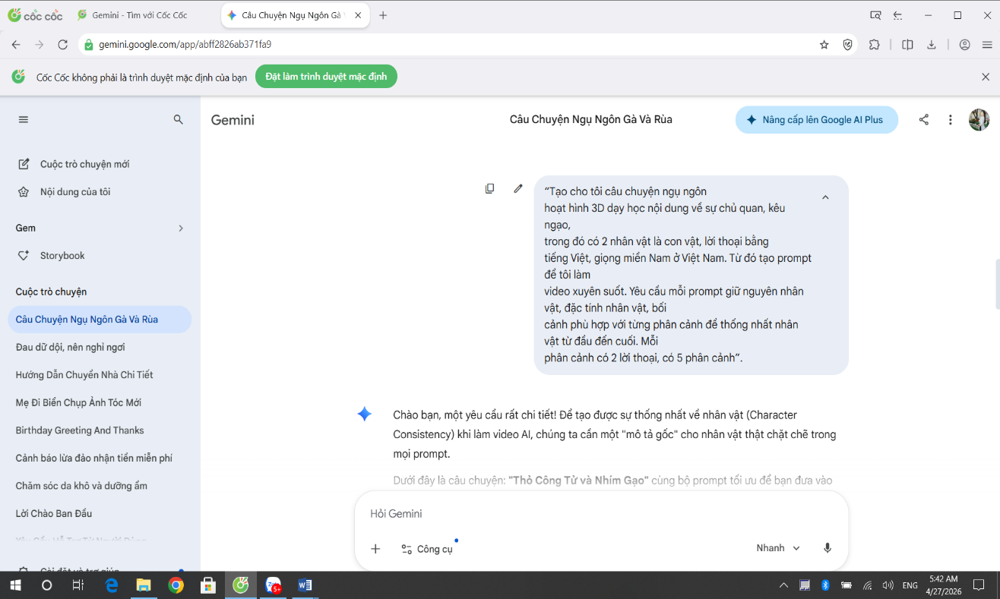 cốc cốc
Gemini - Tìm với Cốc Cốc
Câu Chuyện Ngụ Ngôn Gà V
gemini.google.com/app/abff2826ab371fa9
Cốc Cốc không phải là trình duyệt mặc định của bạn
Đặt làm trình duyệt mặc định
Gemini
Câu Chuyện Ngụ Ngôn Gà Và Rùa
Nâng cấp lên Google AI Plus
Cuộc trò chuyện mới
Nội dung của tôi
Gem
Storybook
Cuộc trò chuyện
Câu Chuyện Ngụ Ngôn Gà Và Rùa
Đau dữ dội, nên nghỉ ngơi
Hướng Dẫn Chuyển Nhà Chi Tiết
Mẹ Đi Biển Chụp Ảnh Tóc Mới
Birthday Greeting And Thanks
Cảnh báo lừa đảo nhận tiền miễn phí
Chăm sóc da khô và dưỡng ẩm
Lời Chào Ban Đầu
Cài đặt và trợ giúp
“Tạo cho tôi câu chuyện ngụ ngôn
hoạt hình 3D dạy học nội dung về sự chủ quan, kêu
ngạo,
trong đó có 2 nhân vật là con vật, lời thoại bằng
tiếng Việt, giọng miền Nam ở Việt Nam. Từ đó tạo prompt
để tôi làm
video xuyên suốt. Yêu cầu mỗi prompt giữ nguyên nhân
vật, đặc tính nhân vật, bối
cảnh phù hợp với từng phân cảnh để thống nhất nhân
vật từ đầu đến cuối. Mỗi
phân cảnh có 2 lời thoại, có 5 phân cảnh”.
Chào bạn, một yêu cầu rất chi tiết! Để tạo được sự thống nhất về nhân vật (Character
Consistency) khi làm video AI, chúng ta cần một "mô tả gốc" cho nhân vật thật chặt chẽ trong
mọi prompt.
Dưới đây là câu chuyện: "Thỏ Công Tử và Nhím Gạo" cùng bộ prompt tối ưu để bạn đưa vào
Hỏi Gemini
Công cụ
Nhanh
5+
ENG
5:42 AM
4/27/2026